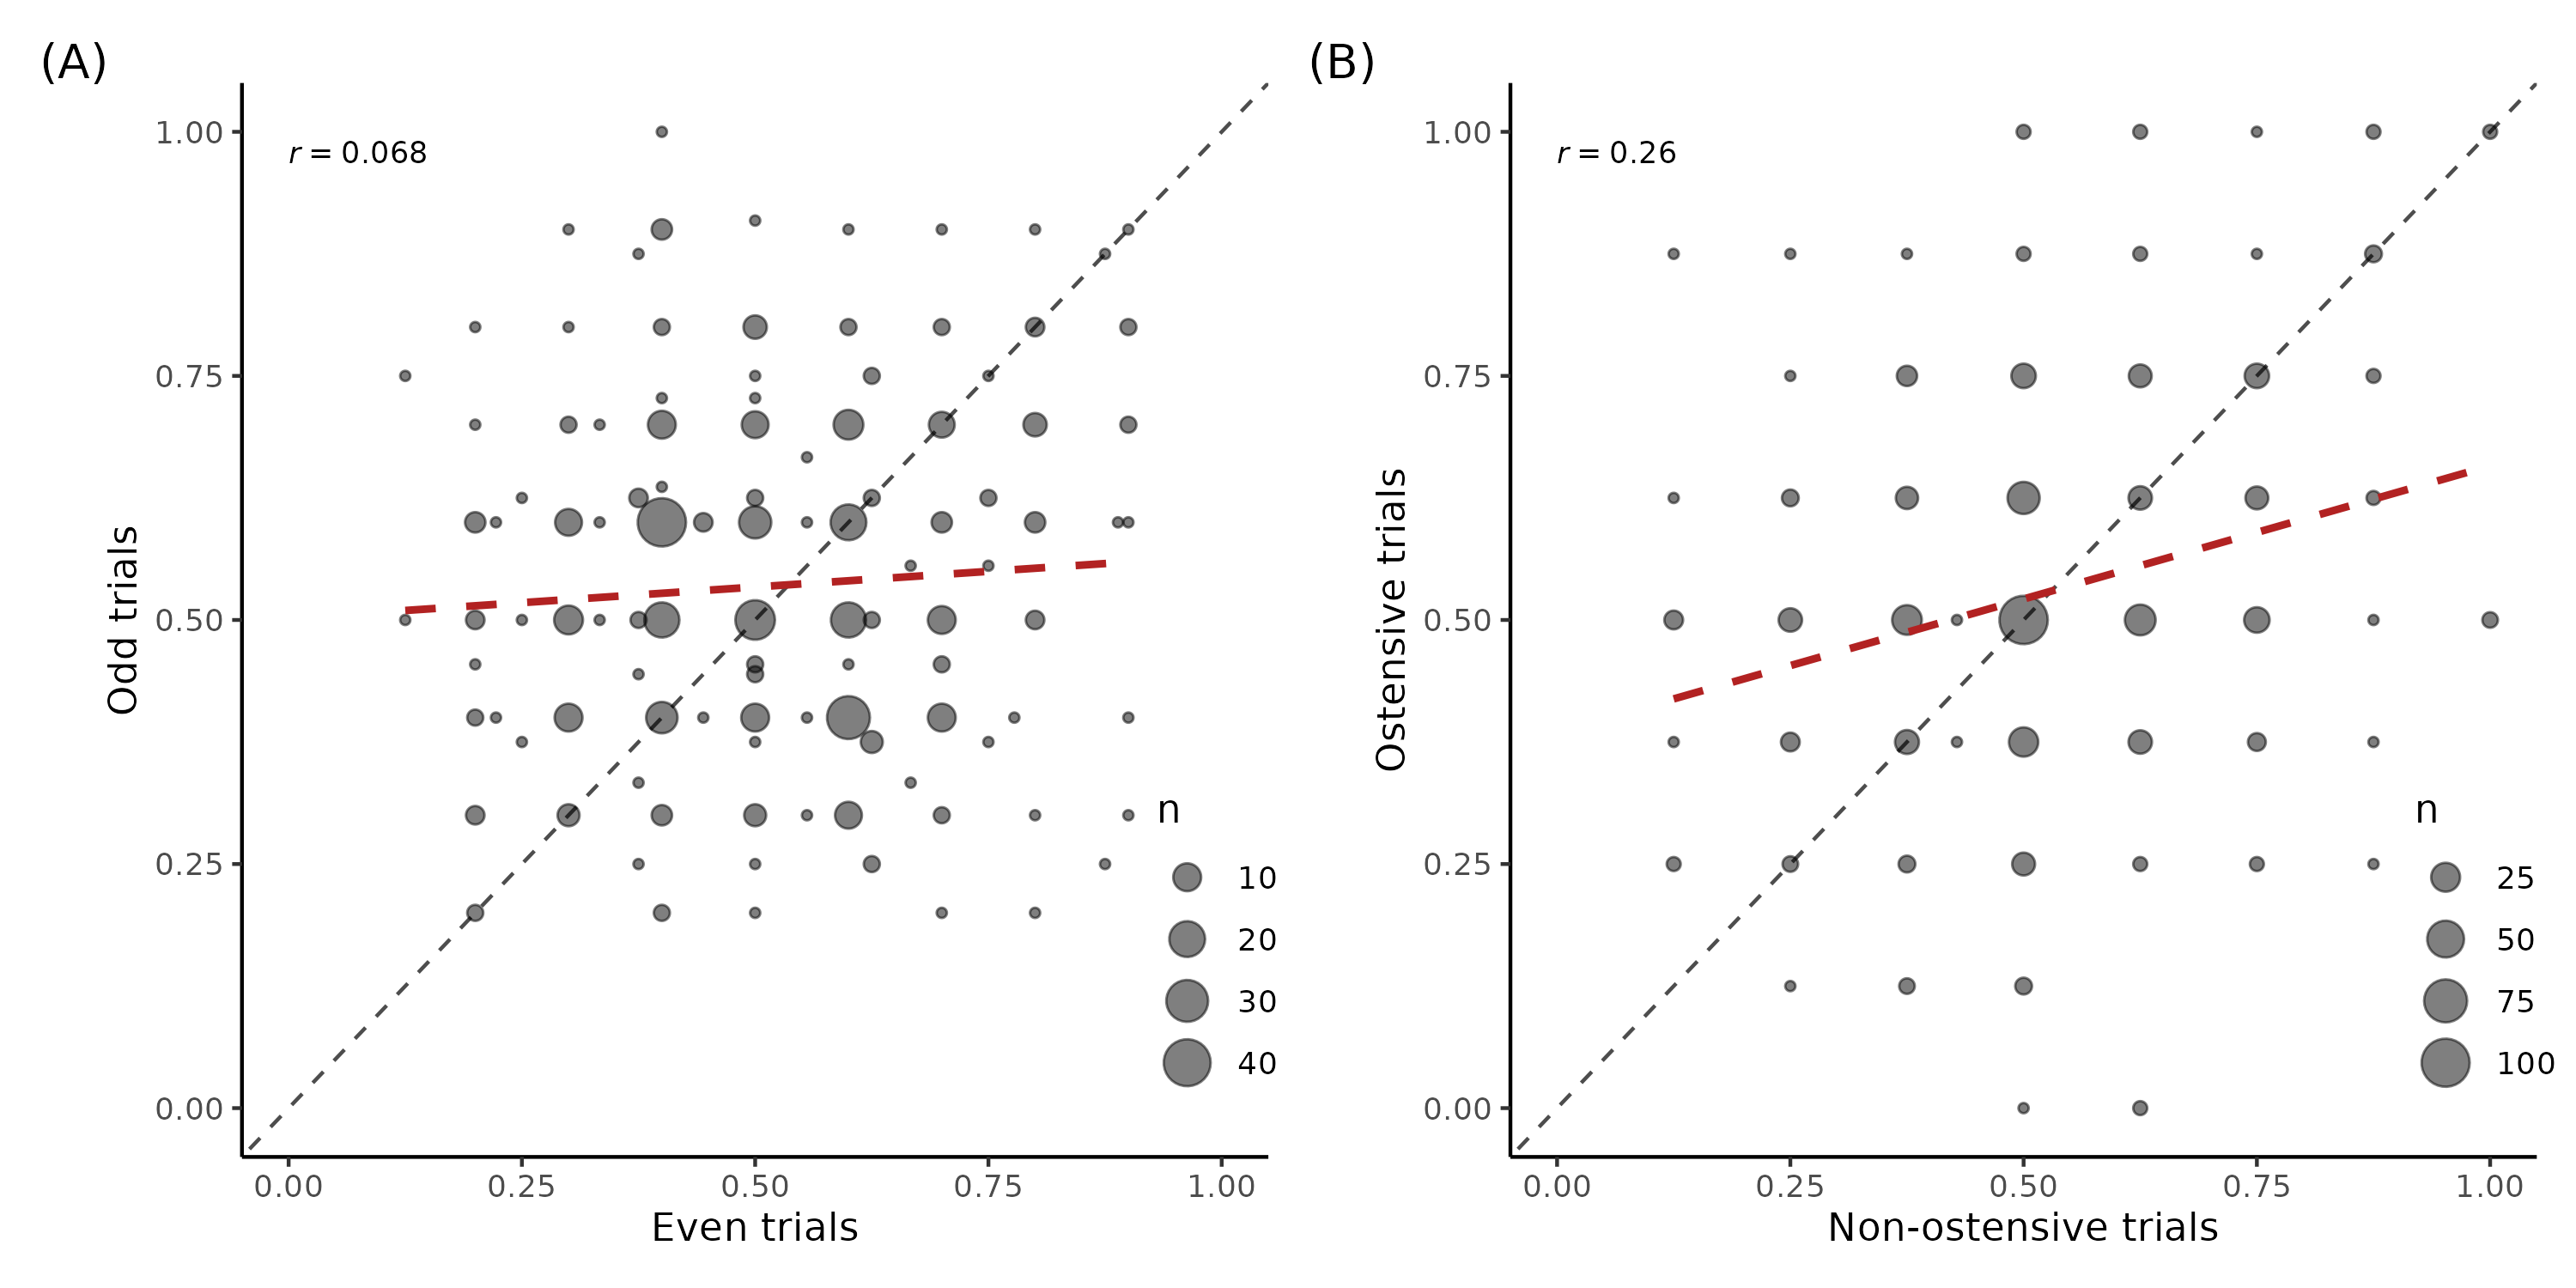 (A)
r = 0.068
1.00
0.75
0.50
0.25
0.00
Odd trials
0.00 0.25 0.50 0.75 1.00
Even trials
n
10
20
30
40
(B)
r = 0.26
1.00
0.75
0.50
0.25
0.00
Ostensive trials
0.00 0.25 0.50 0.75 1.00
Non-ostensive trials
n
25
50
75
100